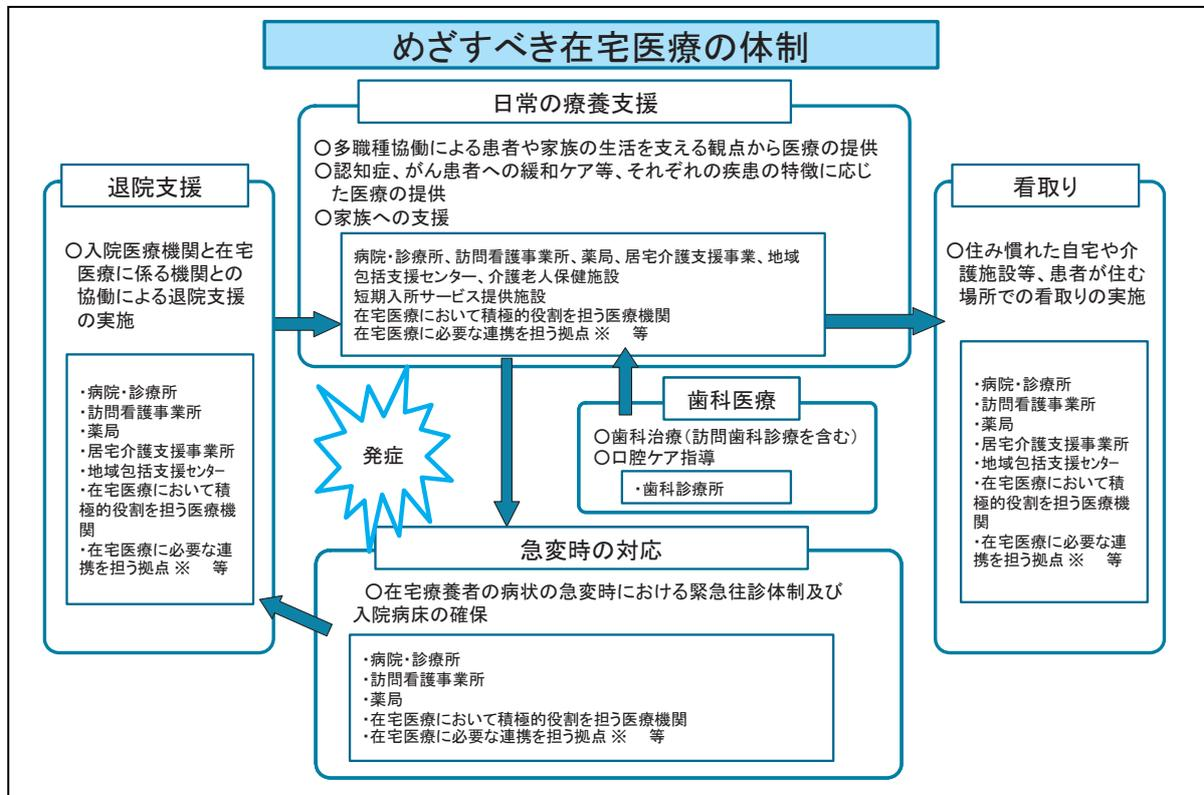 めざすべき在宅医療の体制
日常の療養支援
○多職種協働による患者や家族の生活を支える観点から医療の提供
○認知症、がん患者への緩和ケア等、それぞれの疾患の特徴に応じ
た医療の提供
○家族への支援
病院・診療所、訪問看護事業所、薬局、居宅介護支援事業、地域
包括支援センター、介護老人保健施設
短期入所サービス提供施設
在宅医療において積極的役割を担う医療機関
在宅医療に必要な連携を担う拠点 ※ 等
退院支援
○入院医療機関と在宅
医療に係る機関との
協働による退院支援
の実施
・病院・診療所
・訪問看護事業所
・薬局
・居宅介護支援事業所
・地域包括支援センター
・在宅医療において積
極的役割を担う医療機
関
・在宅医療に必要な連
携を担う拠点 ※ 等
看取り
○住み慣れた自宅や介
護施設等、患者が住む
場所での看取りの実施
・病院・診療所
・訪問看護事業所
・薬局
・居宅介護支援事業所
・地域包括支援センター
・在宅医療において積
極的役割を担う医療機
関
・在宅医療に必要な連
携を担う拠点 ※ 等
発症
歯科医療
○歯科治療(訪問歯科診療を含む)
○口腔ケア指導
・歯科診療所
急変時の対応
○在宅療養者の病状の急変時における緊急往診体制及び
入院病床の確保
・病院・診療所
・訪問看護事業所
・薬局
・在宅医療において積極的役割を担う医療機関
・在宅医療に必要な連携を担う拠点 ※ 等